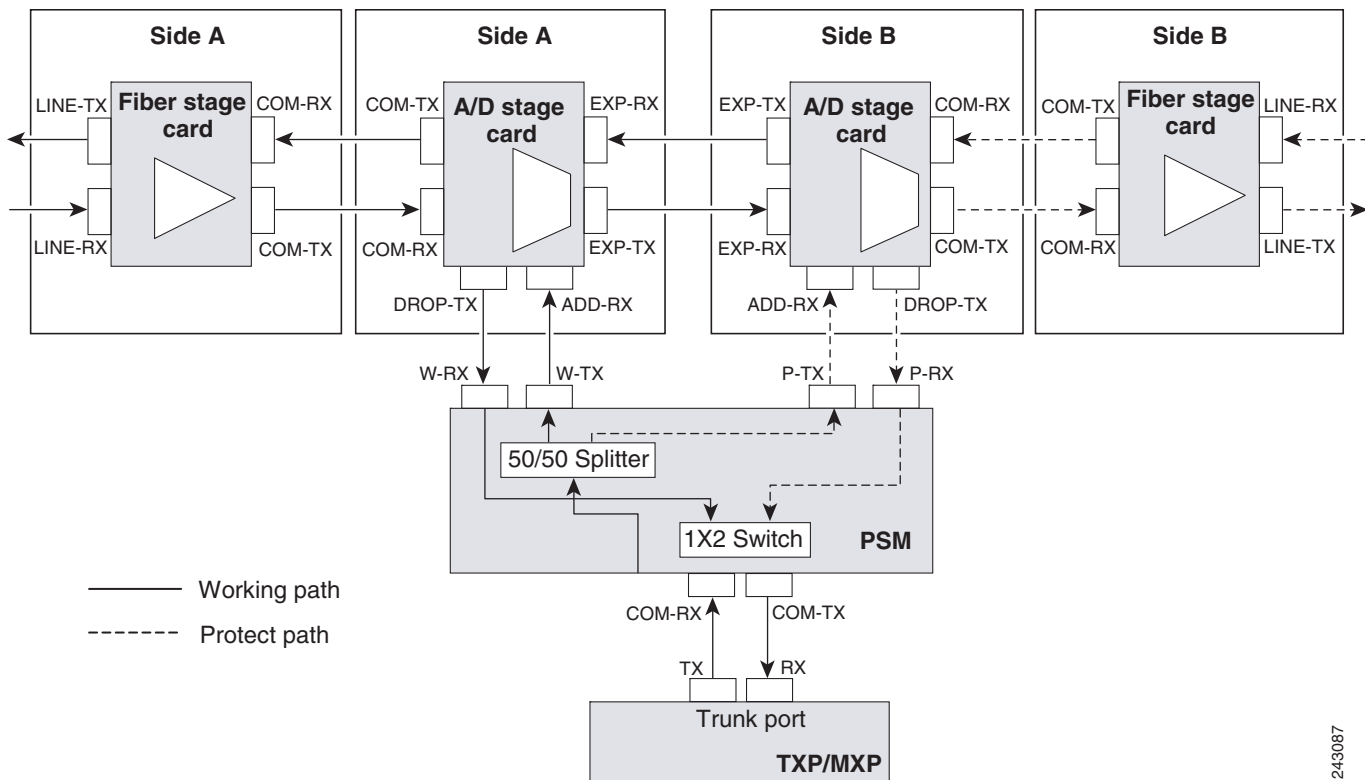 Side A
Side A
Side B
Side B
LINE-TX
Fiber stage
card
COM-RX
COM-TX
A/D stage
card
EXP-RX
EXP-TX
A/D stage
card
COM-RX
COM-TX
Fiber stage
card
LINE-RX
LINE-RX
COM-TX
COM-RX
EXP-TX
EXP-RX
COM-TX
COM-RX
LINE-TX
DROP-TX
ADD-RX
ADD-RX
DROP-TX
W-RX
W-TX
P-TX
P-RX
50/50 Splitter
1X2 Switch
PSM
Working path
Protect path
COM-RX
COM-TX
TX
RX
Trunk port
TXP/MXP
243087